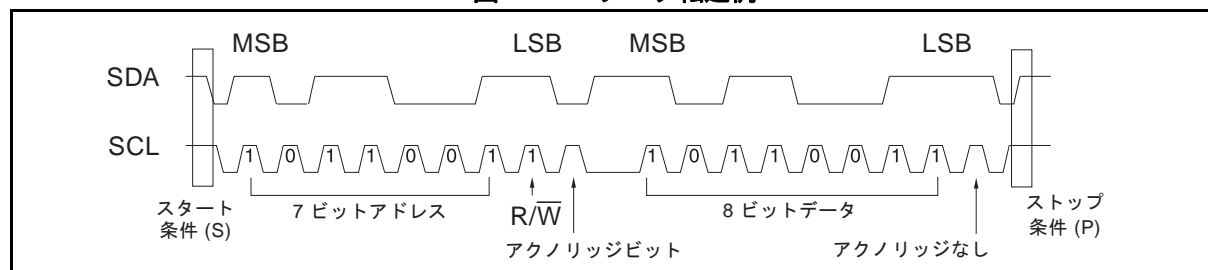 MSB LSB MSB LSB
SDA
SCL 1 0 1 1 0 0 1 1 1 0 1 1 0 0 1 1
スタート
条件 (S)
7 ビットアドレス
R/W̅
アクノリッジビット
8 ビットデータ
アクノリッジなし
ストップ
条件 (P)